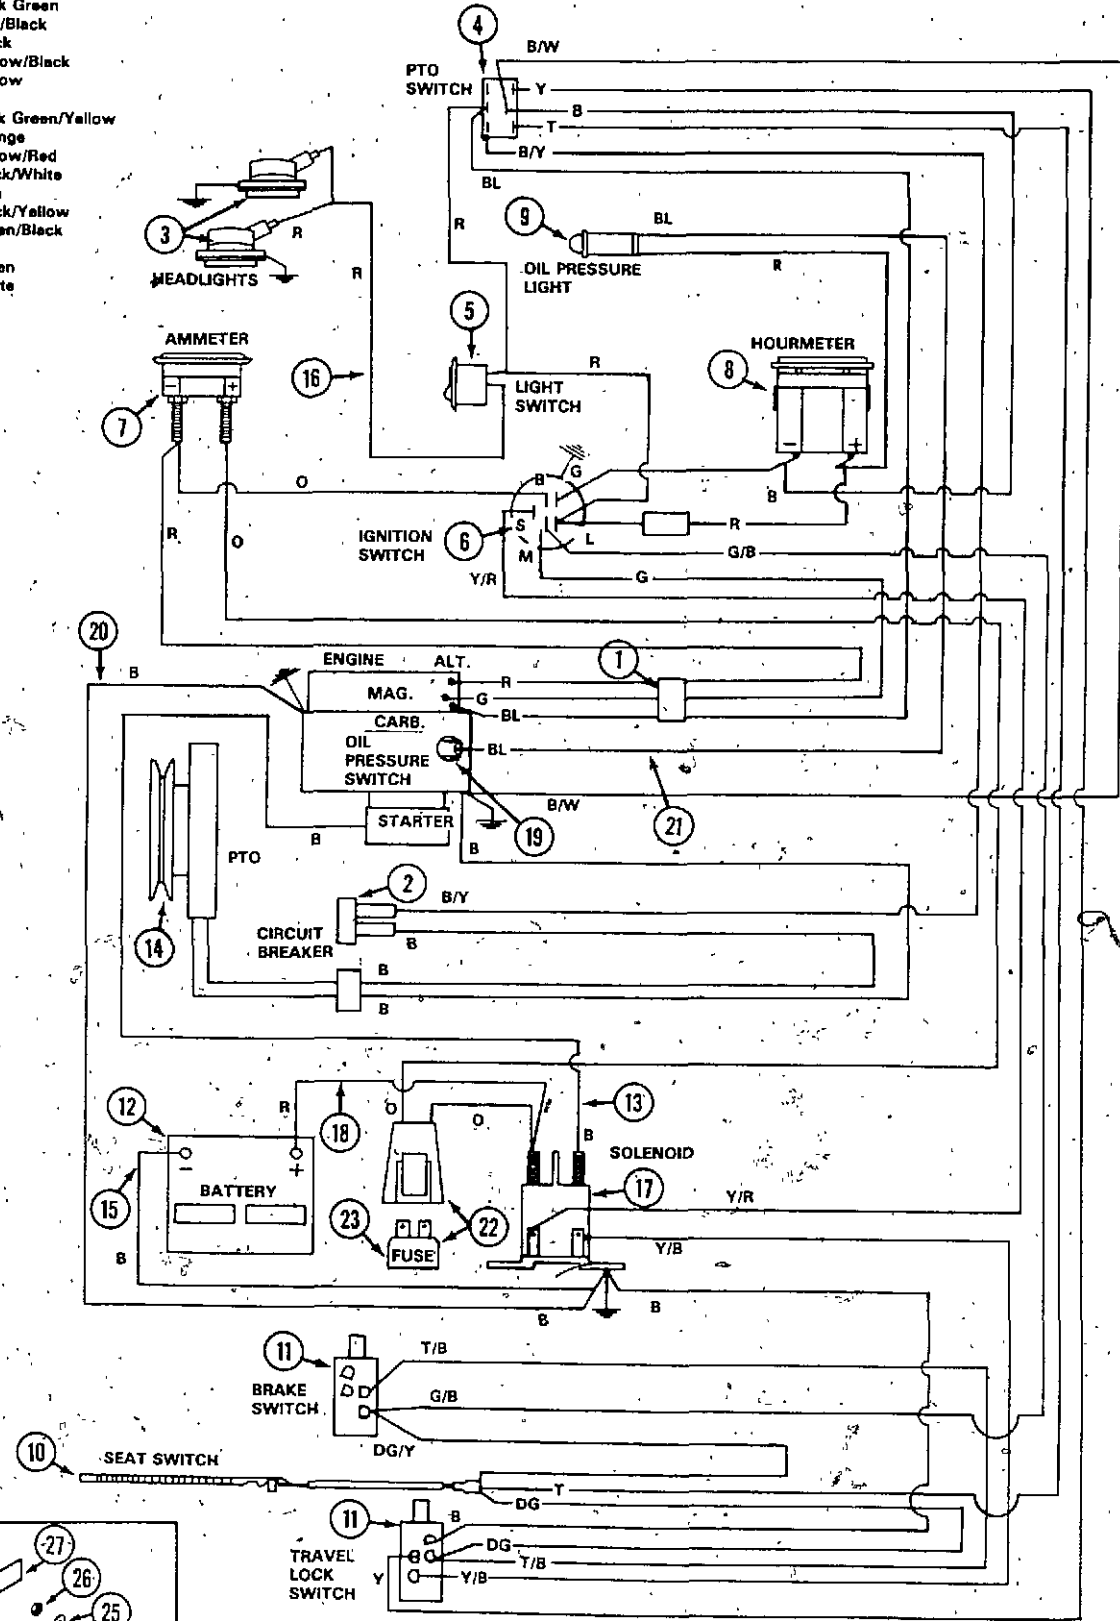 k Green
/Black
ck
ow/Black
ow
k Green/Yellow
nge
ow/Red
ck/White
ck/Yellow
en/Black
en
te
4
B/W
PTO
SWITCH
Y
B
T
B/Y
BL
R
3
R
HEADLIGHTS
R
9
BL
R
OIL PRESSURE
LIGHT
5
R
LIGHT
SWITCH
16
AMMETER
- +
7
HOURMETER
8
- +
B
O
R
O
B
G
S
M
L
IGNITION
SWITCH
6
R
G/B
Y/R
G
20
B
ENGINE
ALT.
MAG.
CARB.
OIL
PRESSURE
SWITCH
R
G
BL
BL
1
STARTER
B
B
B/W
19
21
PTO
14
2
CIRCUIT
BREAKER
B/Y
B
B
B
12
R
18
O
O
13
B
SOLENOID
17
- +
BATTERY
15
B
23
FUSE
22
Y/R
Y/B
B
B
11
BRAKE
SWITCH
T/B
G/B
DG/Y
10
SEAT SWITCH
T
DG
11
TRAVEL
LOCK
SWITCH
B
DG
T/B
Y
Y/B
27
26
25